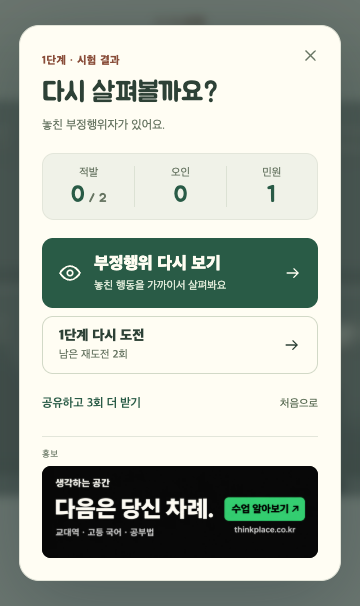 1단계 · 시험 결과
다시 살펴볼까요?
놓친 부정행위자가 있어요.
적발 오인 민원
0 / 2 0 1
부정행위 다시 보기
놓친 행동을 가까이서 살펴봐요
1단계 다시 도전
남은 재도전 2회
공유하고 3회 더 받기 처음으로
홍보
생각하는 공간
다음은 당신 차례.
수업 알아보기 ↗
교대역 · 고등 국어 · 공부법
thinkplace.co.kr